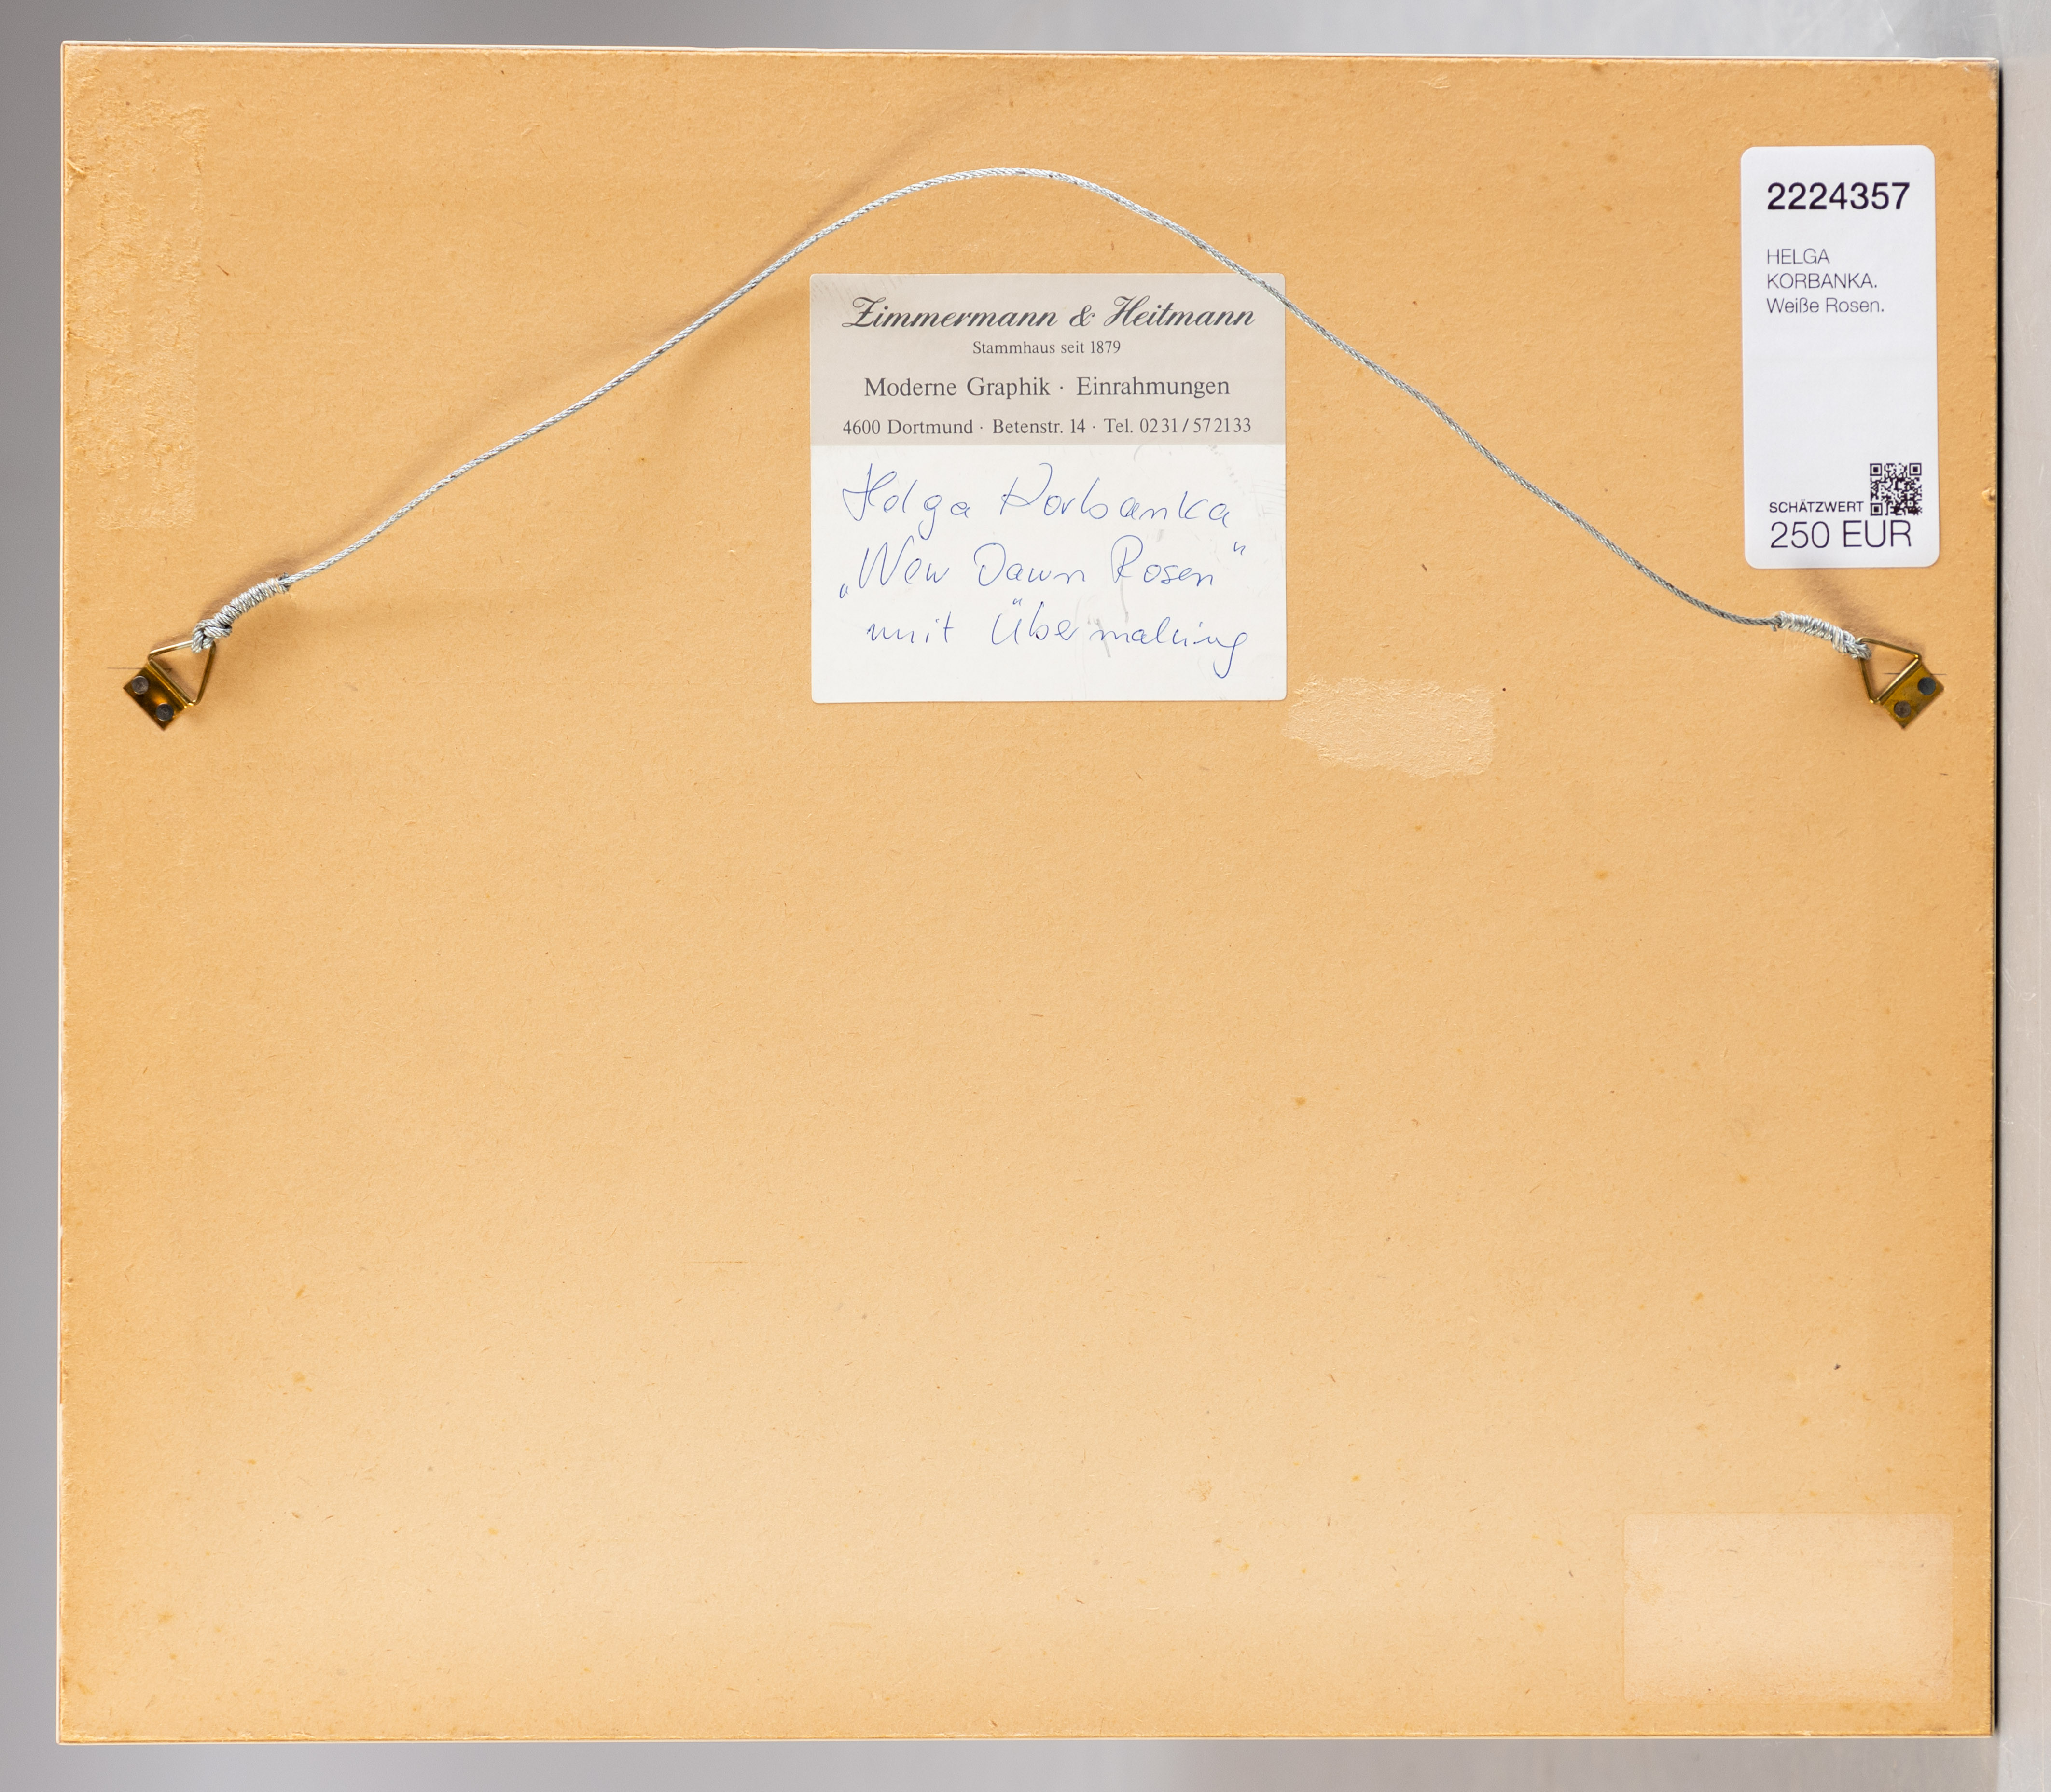 Zimmermann & Heitmann
Stammhaus seit 1879
Moderne Graphik · Einrahmungen
4600 Dortmund · Betenstr. 14 · Tel. 0231/572133
Helga Korbanka
„New Dawn Rosen“
mit Übermalung
2224357
HELGA
KORBANKA.
Weiße Rosen.
SCHÄTZWERT
250 EUR